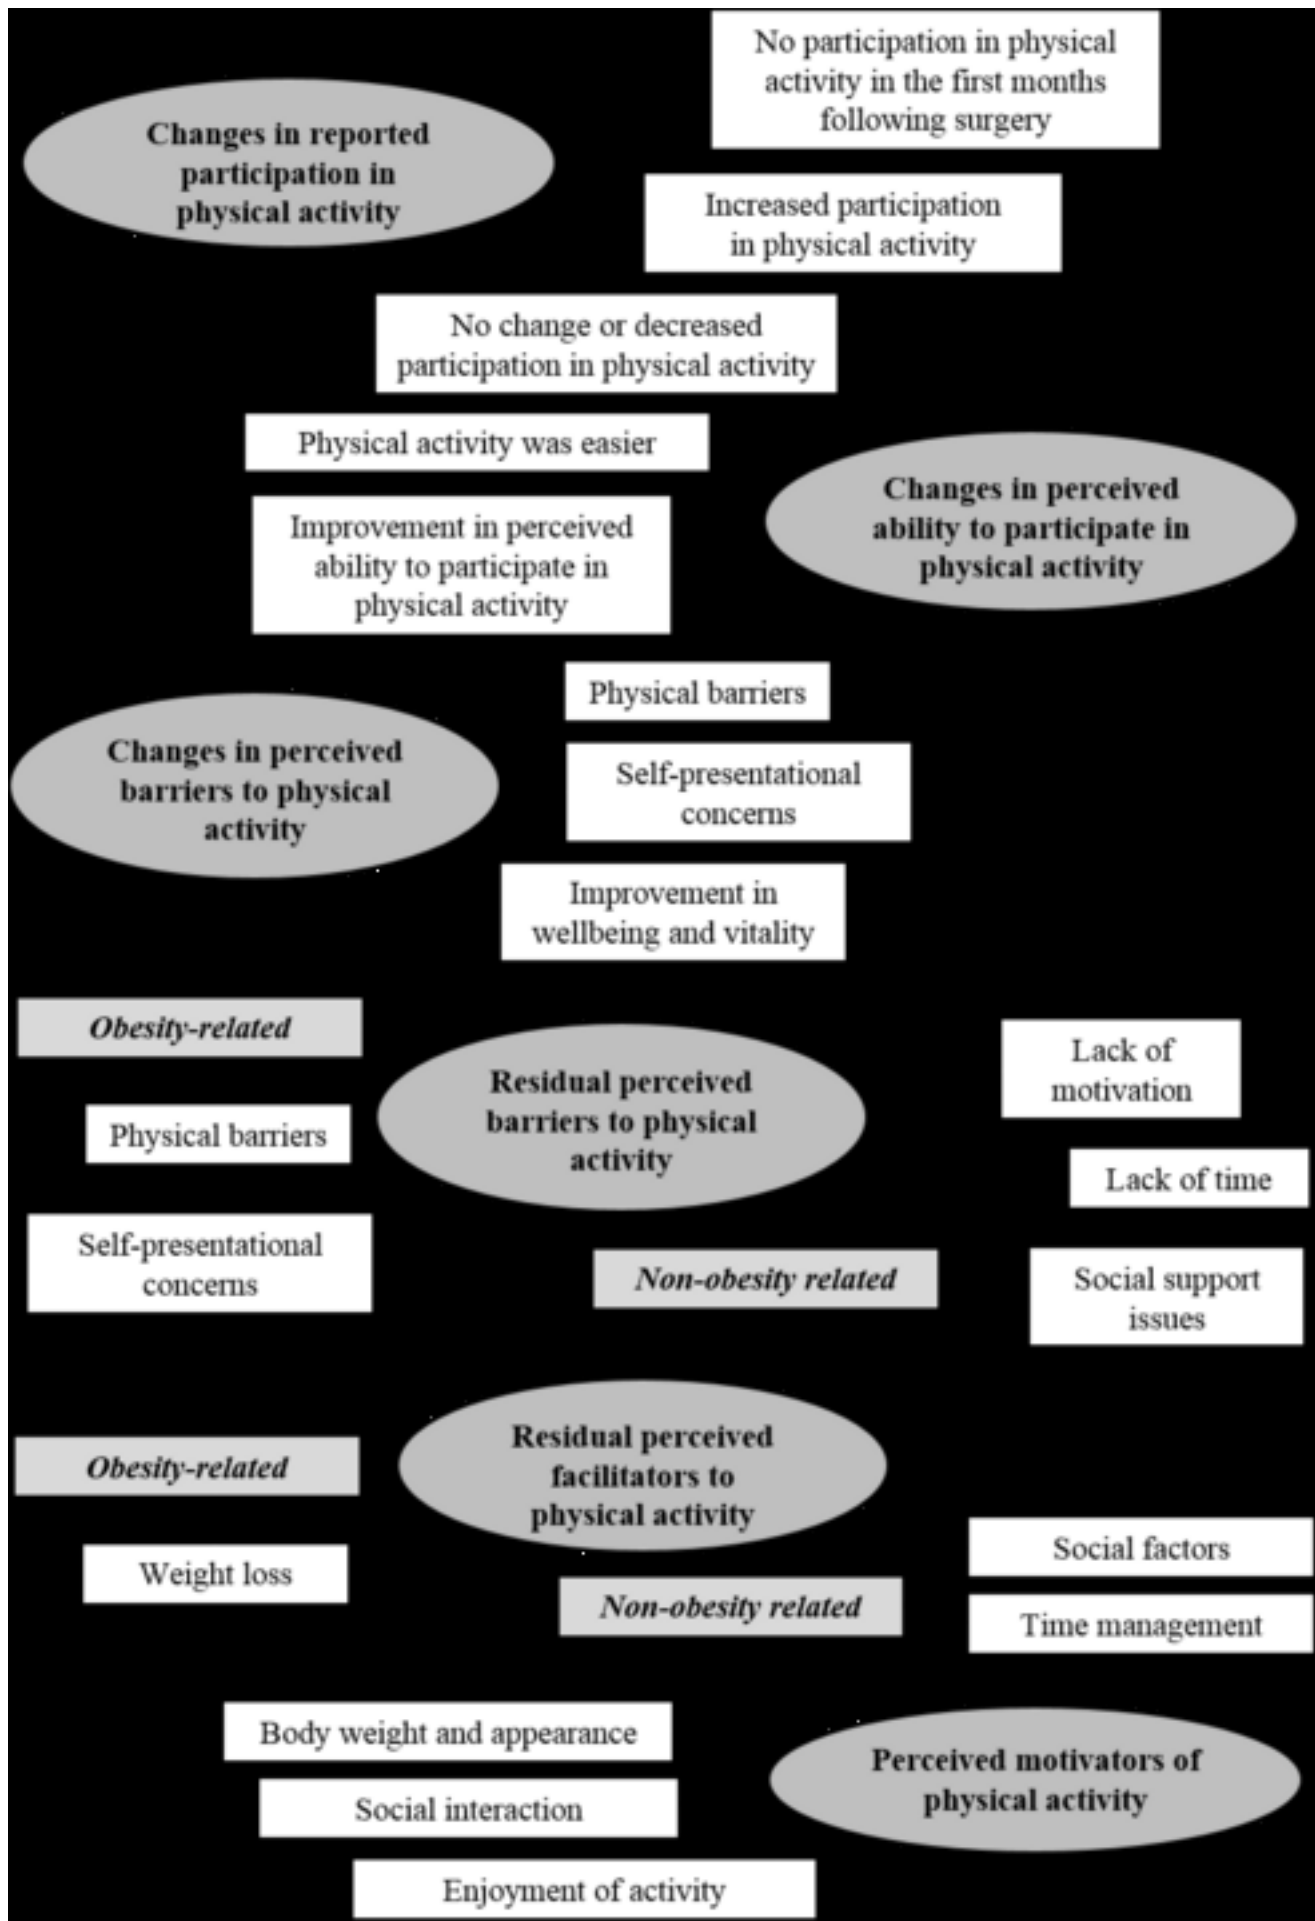 No participation in physical
activity in the first months
following surgery
Changes in reported
participation in
physical activity
Increased participation
in physical activity
No change or decreased
participation in physical activity
Physical activity was easier
Changes in perceived
ability to participate in
physical activity
Improvement in perceived
ability to participate in
physical activity
Physical barriers
Changes in perceived
barriers to physical
activity
Self-presentational
concerns
Improvement in
wellbeing and vitality
Obesity-related
Residual perceived
barriers to physical
activity
Lack of
motivation
Physical barriers
Lack of time
Self-presentational
concerns
Non-obesity related
Social support
issues
Residual perceived
facilitators to
physical activity
Obesity-related
Weight loss
Social factors
Non-obesity related
Time management
Body weight and appearance
Perceived motivators of
physical activity
Social interaction
Enjoyment of activity